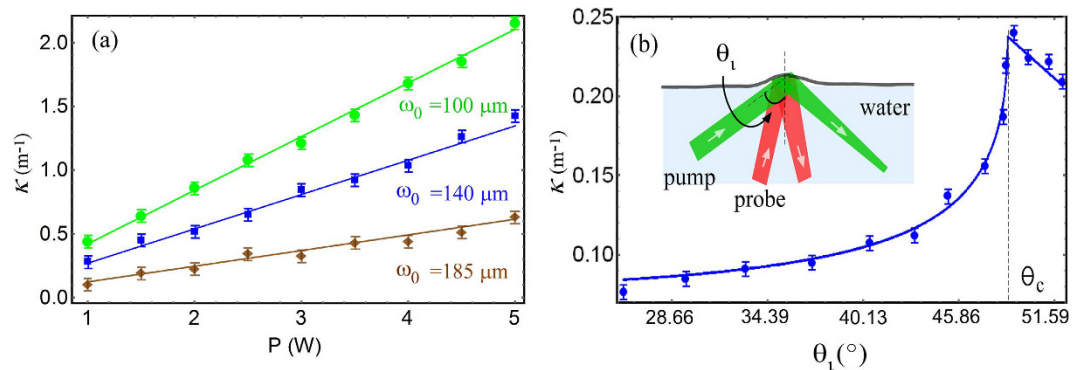 (a)
2.0
1.5
1.0
0.5
0.0
κ (m⁻¹)
ω₀ =100 μm
ω₀ =140 μm
ω₀ =185 μm
1 2 3 4 5
P (W)
(b)
0.25
0.20
0.15
0.10
κ (m⁻¹)
θι
water
pump
probe
θc
28.66 34.39 40.13 45.86 51.59
θι(°)